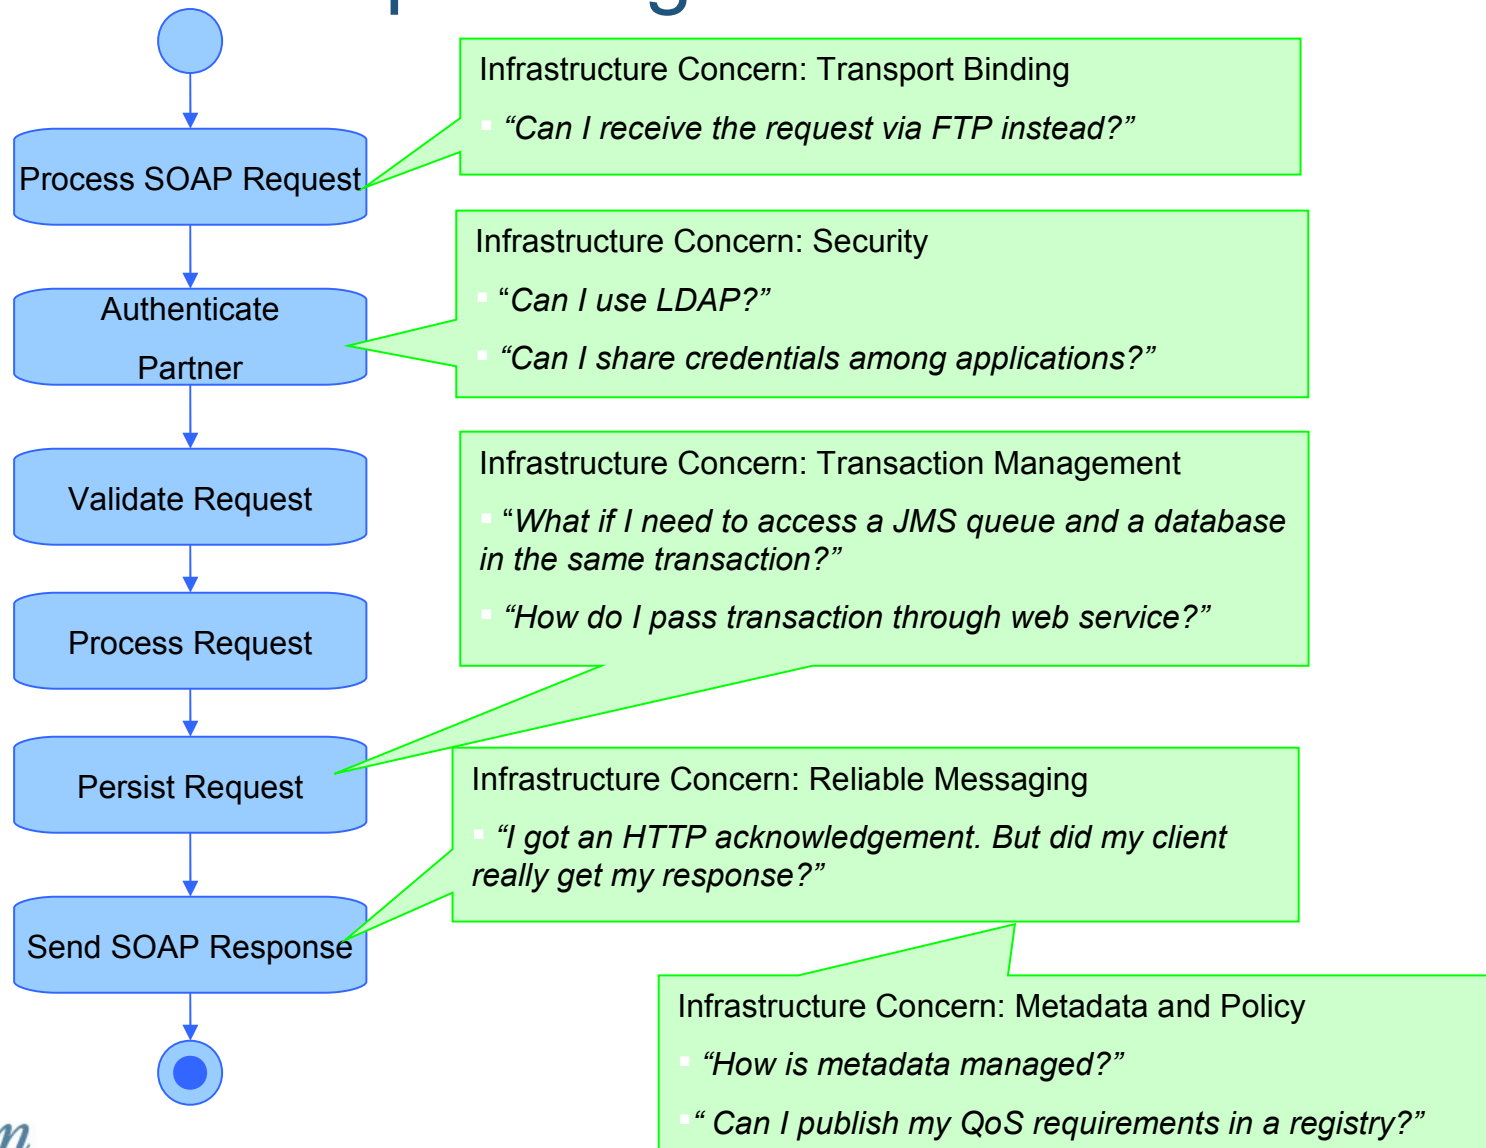 Process SOAP Request
Authenticate
Partner
Validate Request
Process Request
Persist Request
Send SOAP Response
Infrastructure Concern: Transport Binding
“Can I receive the request via FTP instead?”
Infrastructure Concern: Security
“Can I use LDAP?”
“Can I share credentials among applications?”
Infrastructure Concern: Transaction Management
“What if I need to access a JMS queue and a database
in the same transaction?”
“How do I pass transaction through web service?”
Infrastructure Concern: Reliable Messaging
“I got an HTTP acknowledgement. But did my client
really get my response?”
Infrastructure Concern: Metadata and Policy
“How is metadata managed?”
“ Can I publish my QoS requirements in a registry?”